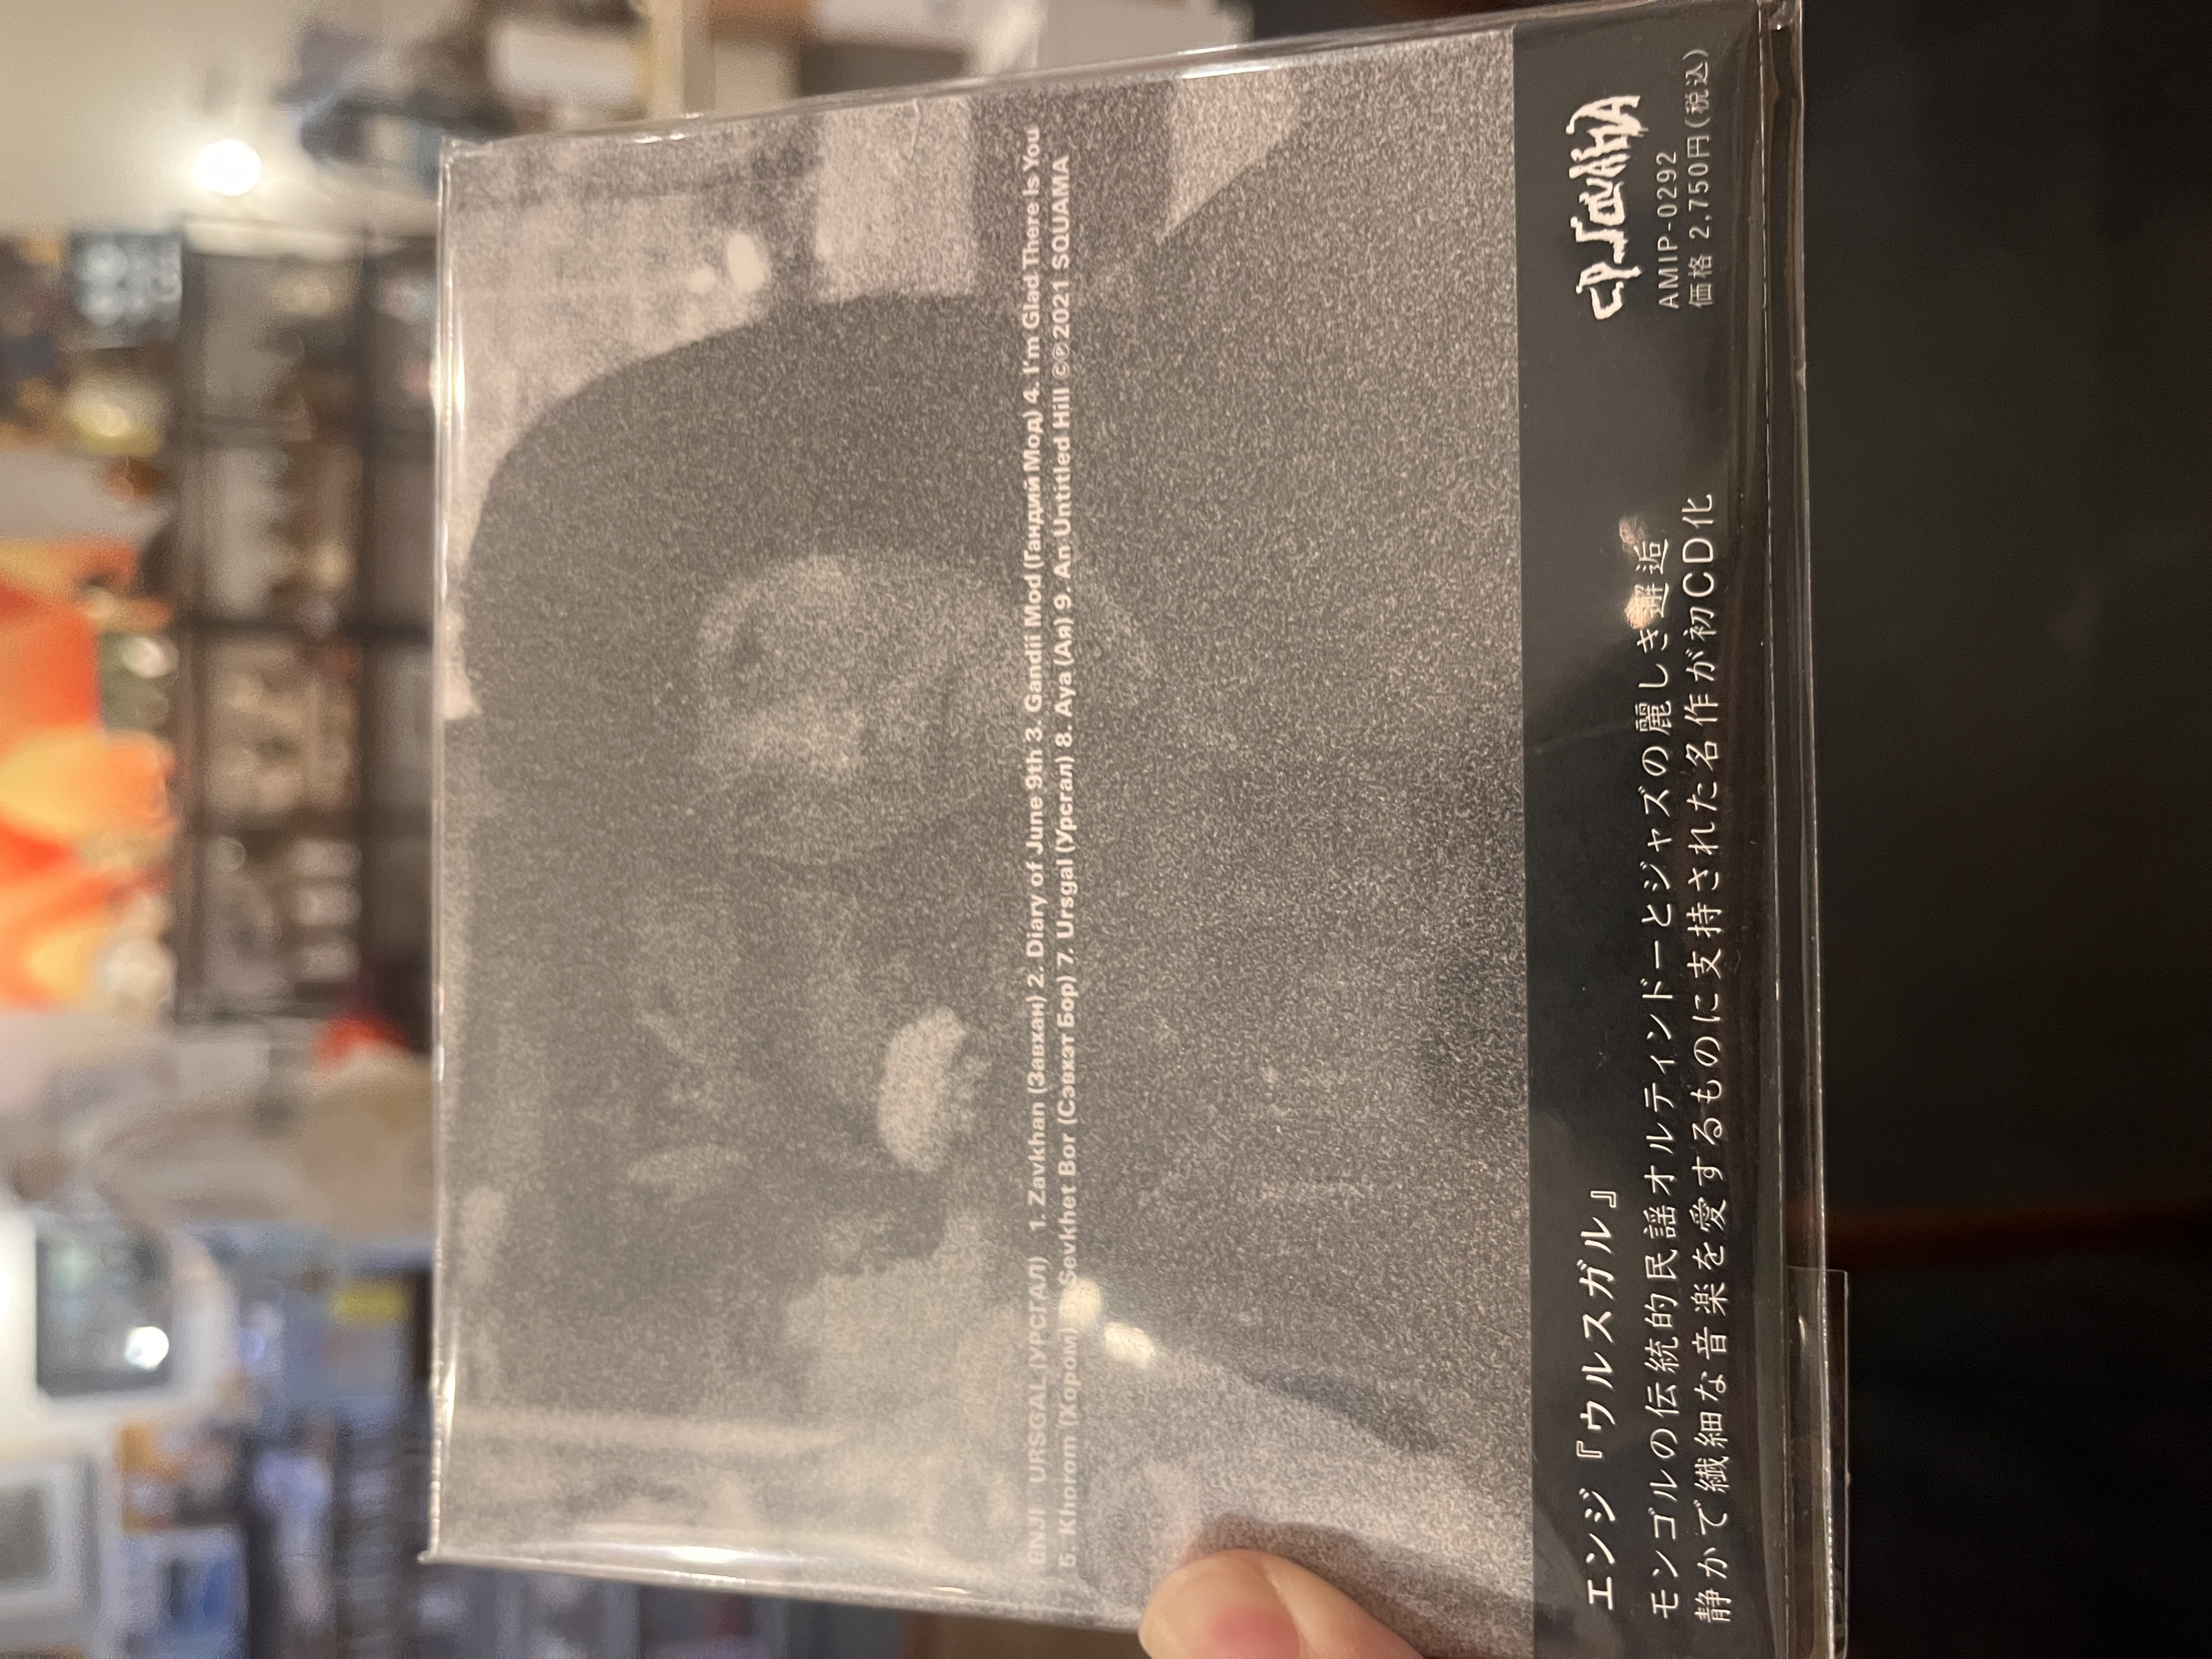 ENJI URSGAL (УРСГАЛ) 1. Zavkhan (Завхан) 2. Diary of June 9th 3. Gandii Mod (Гандий Мод) 4. I'm Glad There Is You
5. Khorom (Хором) Sevkhet Bor (Сэвхэт Бор) 7. Ursgal (Урсгал) 8. Aya (Ая) 9. An Untitled Hill ©℗2021 SQUAMA
エンジ『ウルスガル』
モンゴルの伝統的民謡オルティンドーとジャズの麗しき邂逅
静かで繊細な音楽を愛するものに支持された名作が初CD化
SQUAMA
AMIP-0292
価格 2,750円(税込)